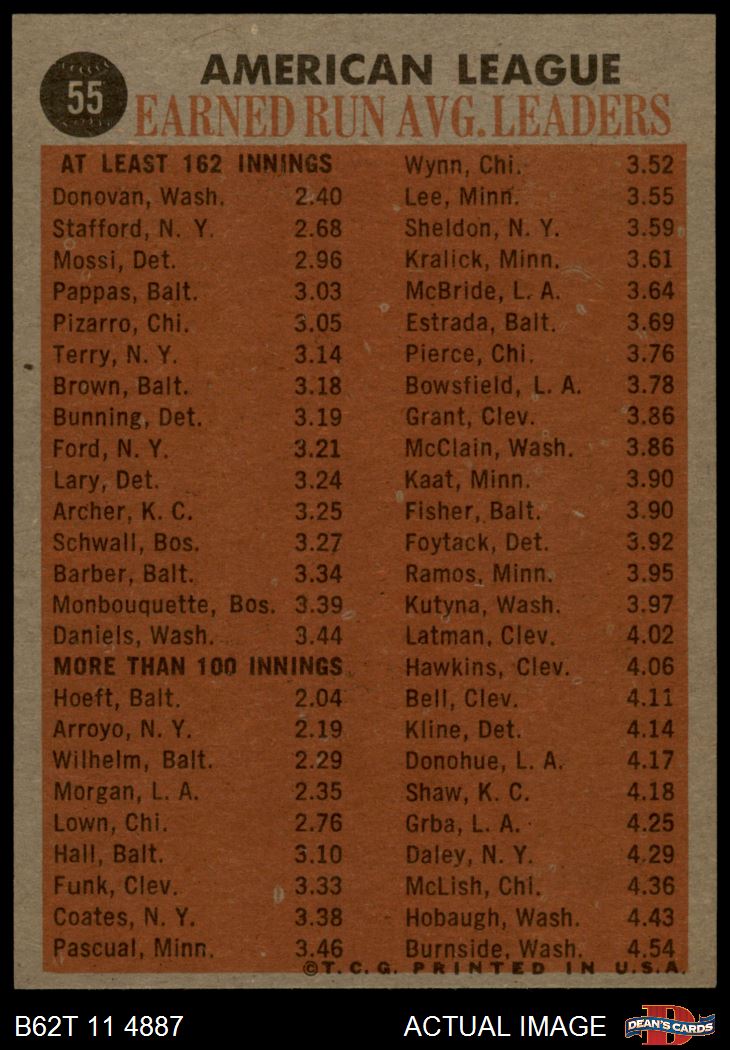 55
AMERICAN LEAGUE
EARNED RUN AVG. LEADERS
AT LEAST 162 INNINGS
Donovan, Wash. 2.40
Stafford, N. Y. 2.68
Mossi, Det. 2.96
Pappas, Balt. 3.03
Pizarro, Chi. 3.05
Terry, N. Y. 3.14
Brown, Balt. 3.18
Bunning, Det. 3.19
Ford, N. Y. 3.21
Lary, Det. 3.24
Archer, K. C. 3.25
Schwall, Bos. 3.27
Barber, Balt. 3.34
Monbouquette, Bos. 3.39
Daniels, Wash. 3.44
MORE THAN 100 INNINGS
Hoeft, Balt. 2.04
Arroyo, N. Y. 2.19
Wilhelm, Balt. 2.29
Morgan, L. A. 2.35
Lown, Chi. 2.76
Hall, Balt. 3.10
Funk, Clev. 3.33
Coates, N. Y. 3.38
Pascual, Minn. 3.46
Wynn, Chi. 3.52
Lee, Minn. 3.55
Sheldon, N. Y. 3.59
Kralick, Minn. 3.61
McBride, L. A. 3.64
Estrada, Balt. 3.69
Pierce, Chi. 3.76
Bowsfield, L. A. 3.78
Grant, Clev. 3.86
McClain, Wash. 3.86
Kaat, Minn. 3.90
Fisher, Balt. 3.90
Foytack, Det. 3.92
Ramos, Minn. 3.95
Kutyna, Wash. 3.97
Latman, Clev. 4.02
Hawkins, Clev. 4.06
Bell, Clev. 4.11
Kline, Det. 4.14
Donohue, L. A. 4.17
Shaw, K. C. 4.18
Grba, L. A. 4.25
Daley, N. Y. 4.29
McLish, Chi. 4.36
Hobaugh, Wash. 4.43
Burnside, Wash. 4.54
©T. C. G. PRINTED IN U.S.A.
B62T 11 4887
ACTUAL IMAGE
D
DEAN'S CARDS